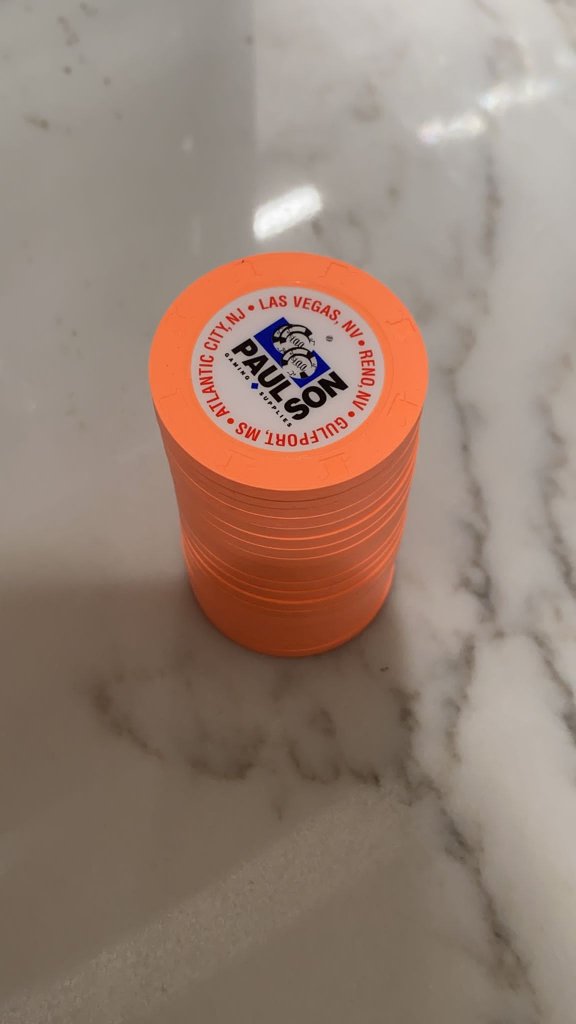 ATLANTIC CITY, NJ • LAS VEGAS, NV • RENO, NV • GULFPORT, MS •
PAULSON
GAMING ♦ SUPPLIES
®